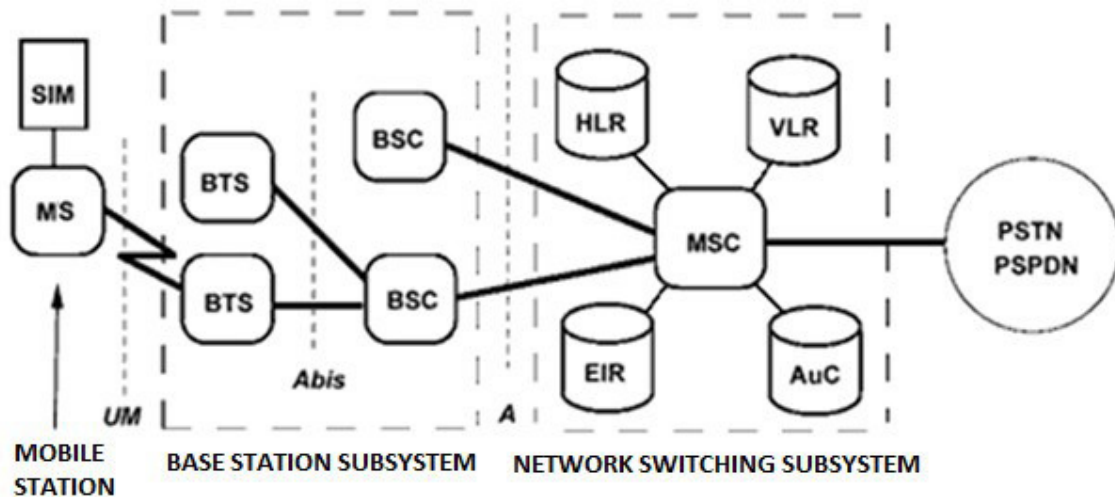 SIM
MS
BTS
BTS
BSC
BSC
HLR
VLR
MSC
EIR
AuC
PSTN
PSPDN
UM
Abis
A
MOBILE
STATION
BASE STATION SUBSYSTEM
NETWORK SWITCHING SUBSYSTEM